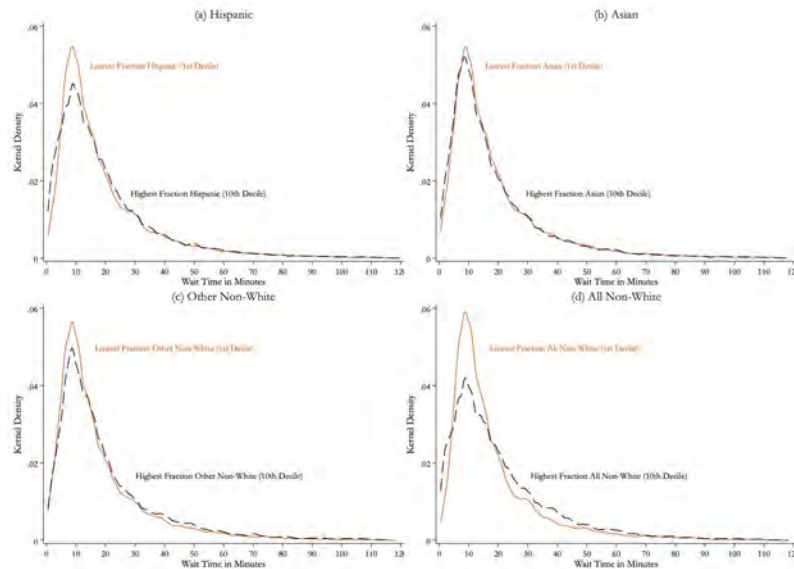 (a) Hispanic
.06
.04
.02
0
Kernel Density
Lowest Fraction Hispanic (1st Decile)
Highest Fraction Hispanic (10th Decile)
0 10 20 30 40 50 60 70 80 90 100 110 120
Wait Time in Minutes
(b) Asian
.06
.04
.02
0
Kernel Density
Lowest Fraction Asian (1st Decile)
Highest Fraction Asian (10th Decile)
0 10 20 30 40 50 60 70 80 90 100 110 12
Wait Time in Minutes
(c) Other Non-White
.06
.04
.02
0
Kernel Density
Lowest Fraction Other Non-White (1st Decile)
Highest Fraction Other Non-White (10th Decile)
0 10 20 30 40 50 60 70 80 90 100 110 120
Wait Time in Minutes
(d) All Non-White
.06
.04
.02
0
Kernel Density
Lowest Fraction All Non-White (1st Decile)
Highest Fraction All Non-White (10th Decile)
0 10 20 30 40 50 60 70 80 90 100 110 12
Wait Time in Minutes